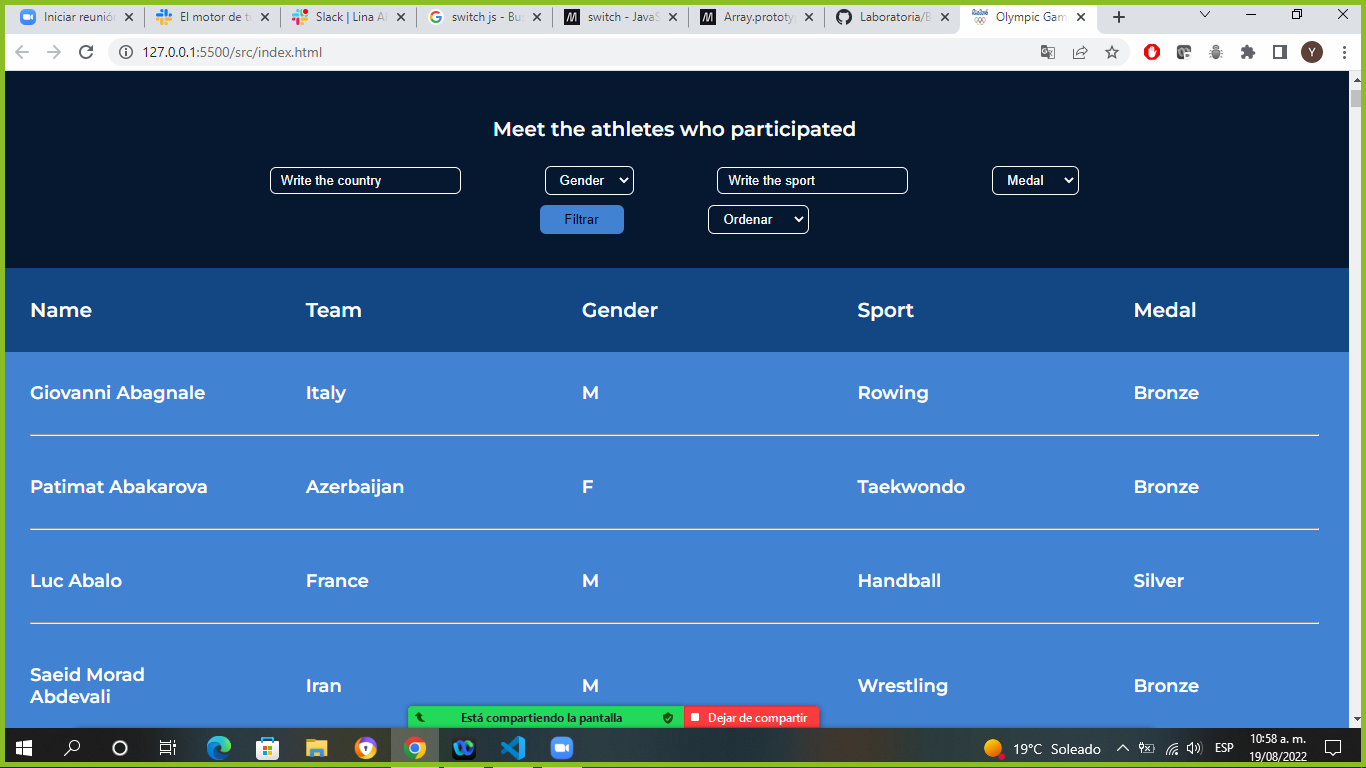 Iniciar reunión
El motor de t
Slack | Lina Al
switch js - Bus
switch - JavaS
Array.prototy
Laboratoria/B
Olympic Gam
127.0.0.1:5500/src/index.html
Y
Meet the athletes who participated
Write the country
Gender
Write the sport
Medal
Filtrar
Ordenar
Name Team Gender Sport Medal
Giovanni Abagnale Italy M Rowing Bronze
Patimat Abakarova Azerbaijan F Taekwondo Bronze
Luc Abalo France M Handball Silver
Saeid Morad
Abdevali Iran M Wrestling Bronze
Está compartiendo la pantalla
Dejar de compartir
19°C Soleado
ESP
10:58 a. m.
19/08/2022